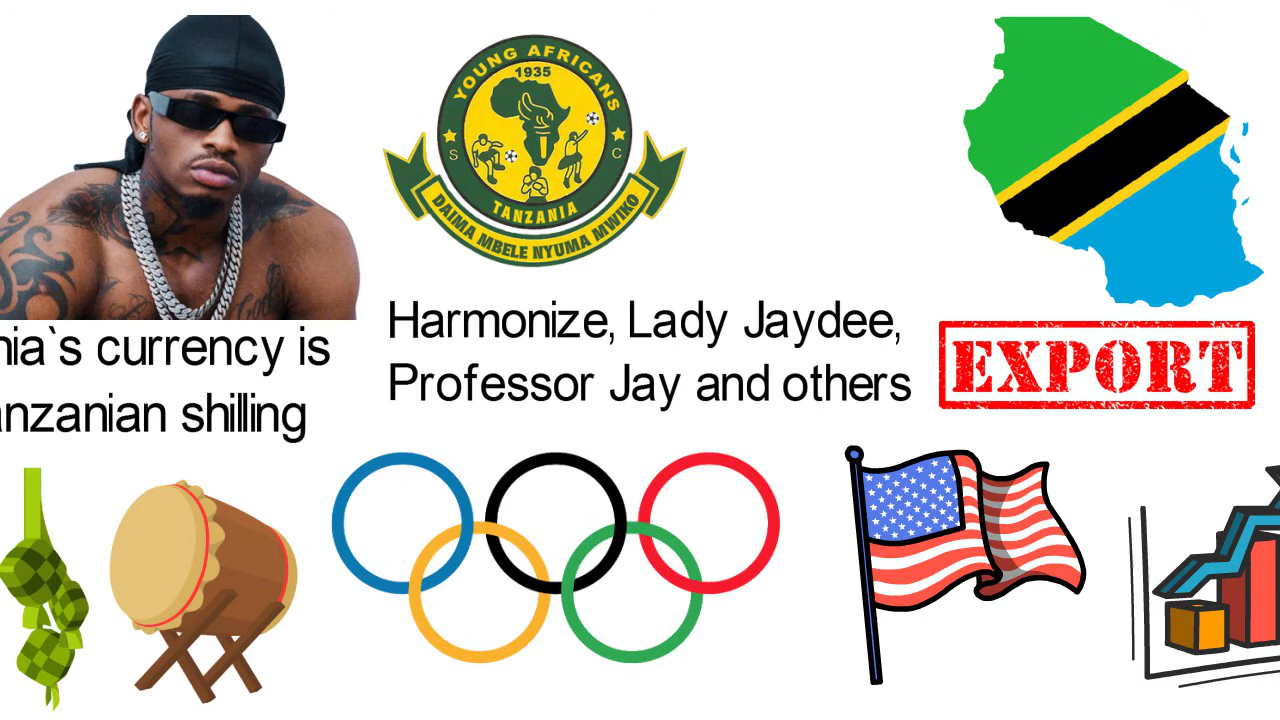 YOUNG AFRICANS
1935
S C
TANZANIA
DAIMA MBELE NYUMA MWIKO
nia`s currency is
anzanian shilling
Harmonize, Lady Jaydee,
Professor Jay and others
EXPORT